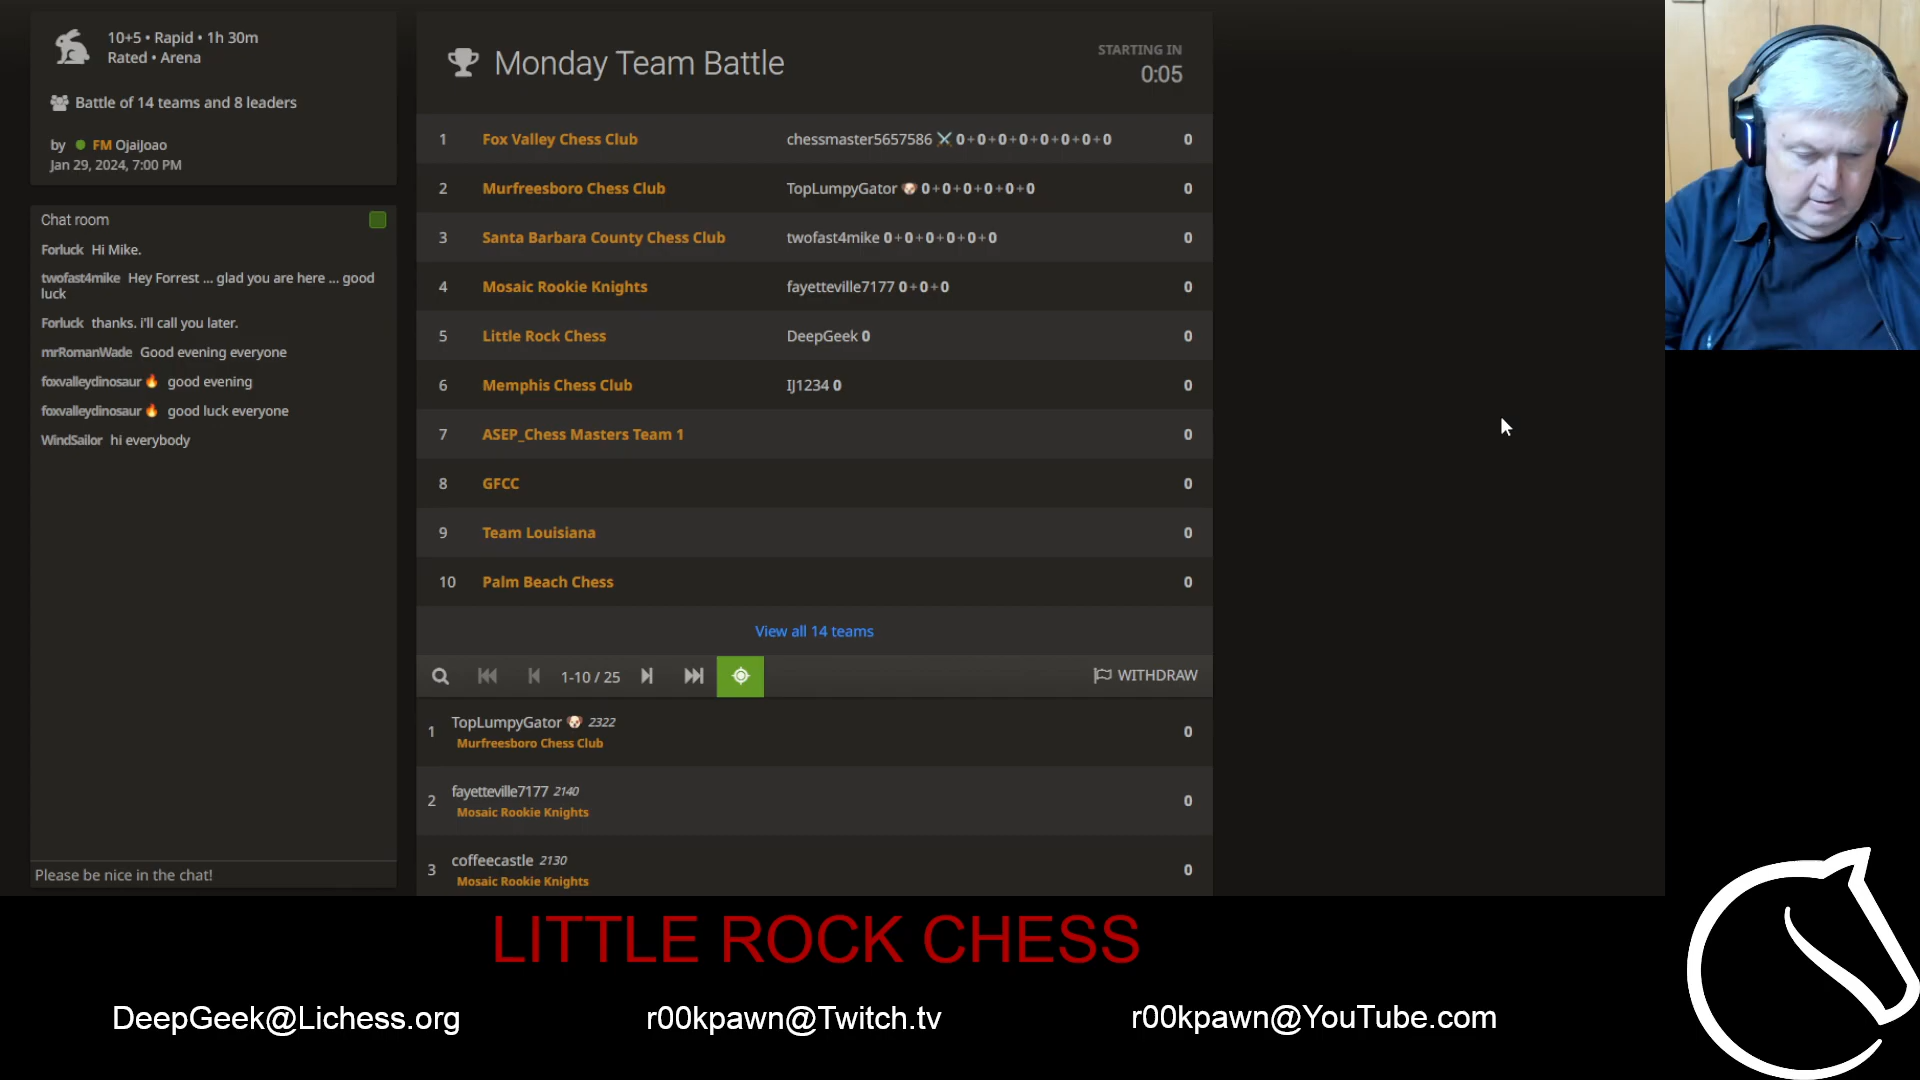 10+5 • Rapid • 1h 30m
Rated • Arena
Battle of 14 teams and 8 leaders
by FM OjaiJoao
Jan 29, 2024, 7:00 PM
Chat room
Forluck Hi Mike.
twofast4mike Hey Forrest ... glad you are here ... good
luck
Forluck thanks. i'll call you later.
mrRomanWade Good evening everyone
foxvalleydinosaur good evening
foxvalleydinosaur good luck everyone
WindSailor hi everybody
Please be nice in the chat!
Monday Team Battle
STARTING IN
0:05
1 Fox Valley Chess Club chessmaster5657586 0+0+0+0+0+0+0+0 0
2 Murfreesboro Chess Club TopLumpyGator 0+0+0+0+0+0 0
3 Santa Barbara County Chess Club twofast4mike 0+0+0+0+0+0 0
4 Mosaic Rookie Knights fayetteville7177 0+0+0 0
5 Little Rock Chess DeepGeek 0 0
6 Memphis Chess Club IJ1234 0 0
7 ASEP_Chess Masters Team 1 0
8 GFCC 0
9 Team Louisiana 0
10 Palm Beach Chess 0
View all 14 teams
1-10 / 25 WITHDRAW
1 TopLumpyGator 2322 0
Murfreesboro Chess Club
2 fayetteville7177 2140 0
Mosaic Rookie Knights
3 coffeecastle 2130 0
Mosaic Rookie Knights
LITTLE ROCK CHESS
DeepGeek@Lichess.org r00kpawn@Twitch.tv r00kpawn@YouTube.com